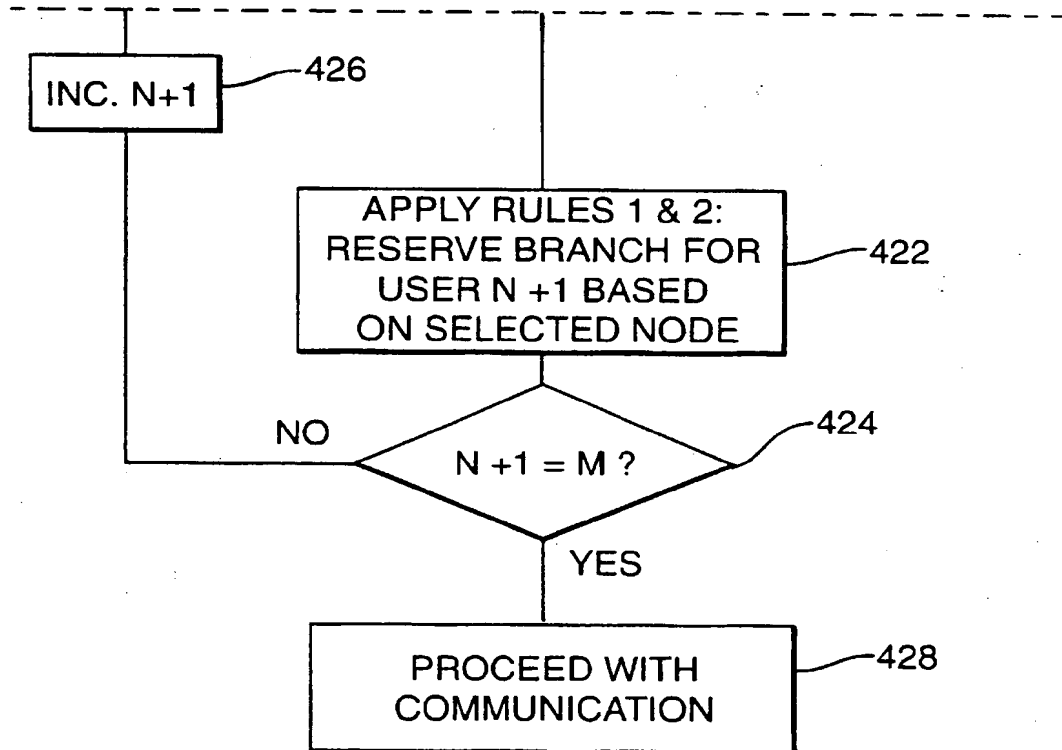 426
INC. N+1
APPLY RULES 1 & 2:
RESERVE BRANCH FOR
USER N +1 BASED
ON SELECTED NODE
422
NO
N +1 = M ?
424
YES
PROCEED WITH
COMMUNICATION
428